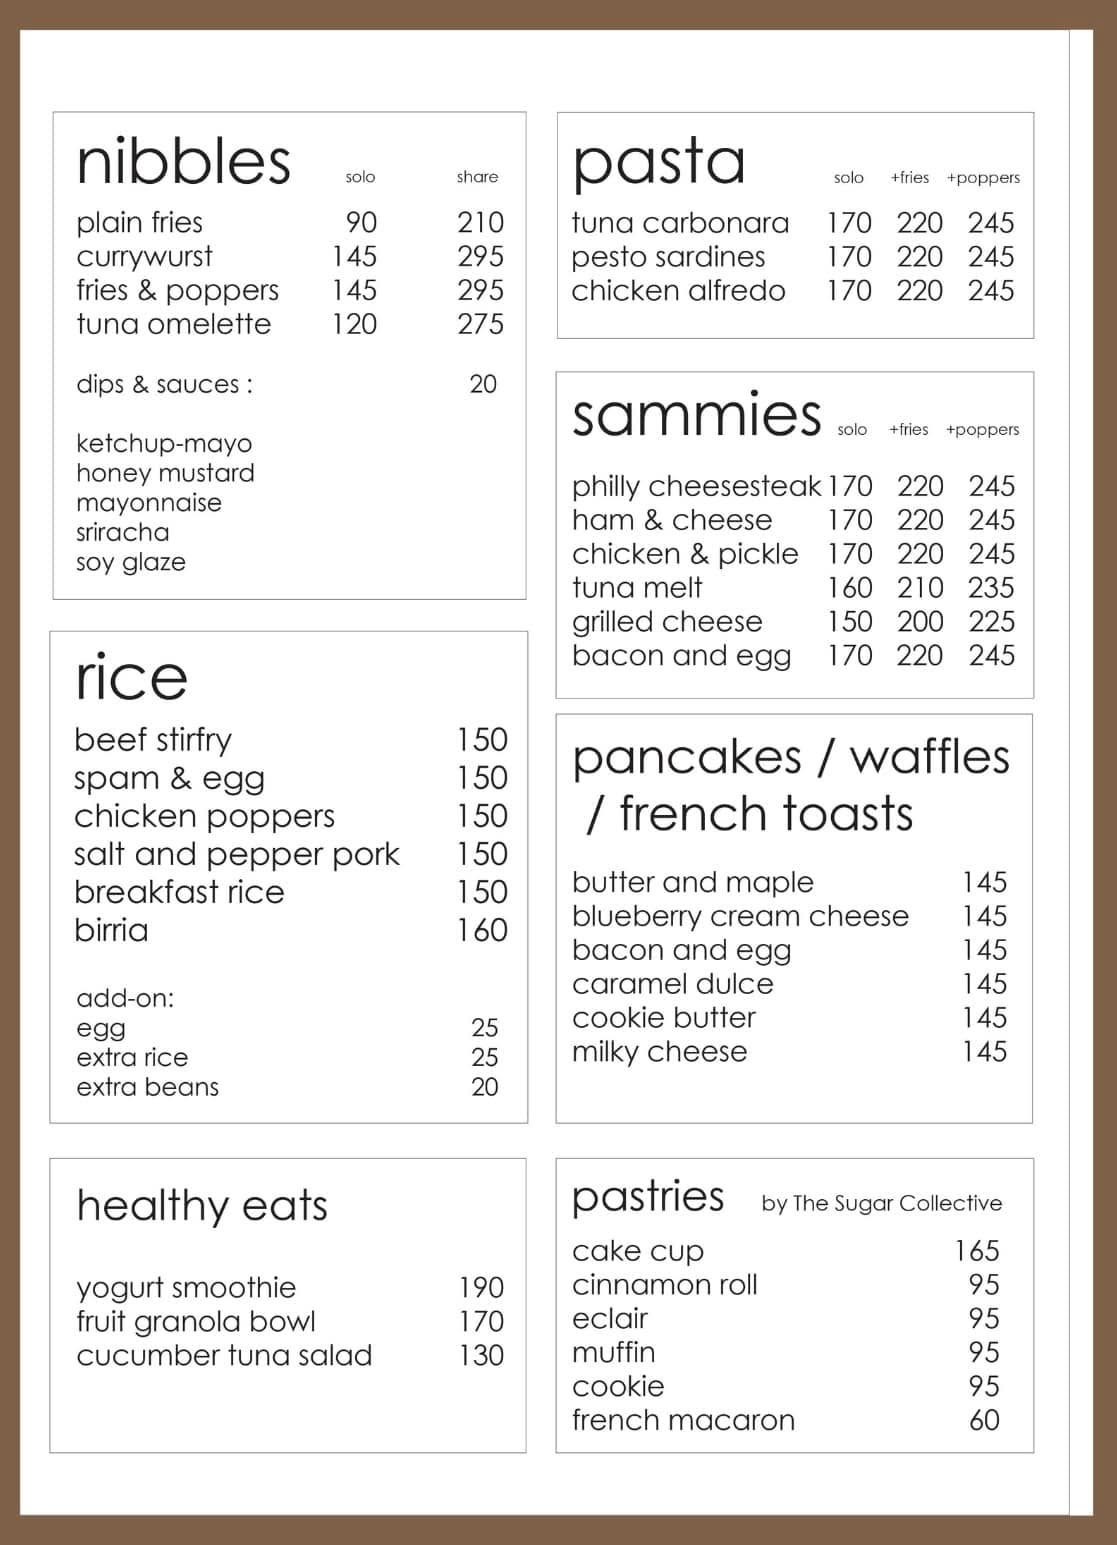 nibbles solo share
plain fries 90 210
currywurst 145 295
fries & poppers 145 295
tuna omelette 120 275
dips & sauces : 20
ketchup-mayo
honey mustard
mayonnaise
sriracha
soy glaze
rice
beef stirfry 150
spam & egg 150
chicken poppers 150
salt and pepper pork 150
breakfast rice 150
birria 160
add-on:
egg 25
extra rice 25
extra beans 20
healthy eats
yogurt smoothie 190
fruit granola bowl 170
cucumber tuna salad 130
pasta solo +fries +poppers
tuna carbonara 170 220 245
pesto sardines 170 220 245
chicken alfredo 170 220 245
sammies solo +fries +poppers
philly cheesesteak 170 220 245
ham & cheese 170 220 245
chicken & pickle 170 220 245
tuna melt 160 210 235
grilled cheese 150 200 225
bacon and egg 170 220 245
pancakes / waffles
/ french toasts
butter and maple 145
blueberry cream cheese 145
bacon and egg 145
caramel dulce 145
cookie butter 145
milky cheese 145
pastries by The Sugar Collective
cake cup 165
cinnamon roll 95
eclair 95
muffin 95
cookie 95
french macaron 60